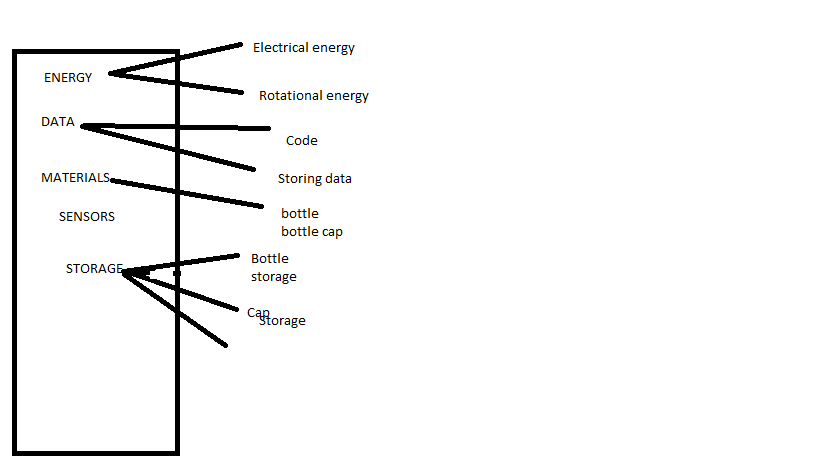 ENERGY
Electrical energy
Rotational energy
DATA
Code
Storing data
MATERIALS
bottle
bottle cap
SENSORS
STORAGE
Bottle
storage
Cap
Storage